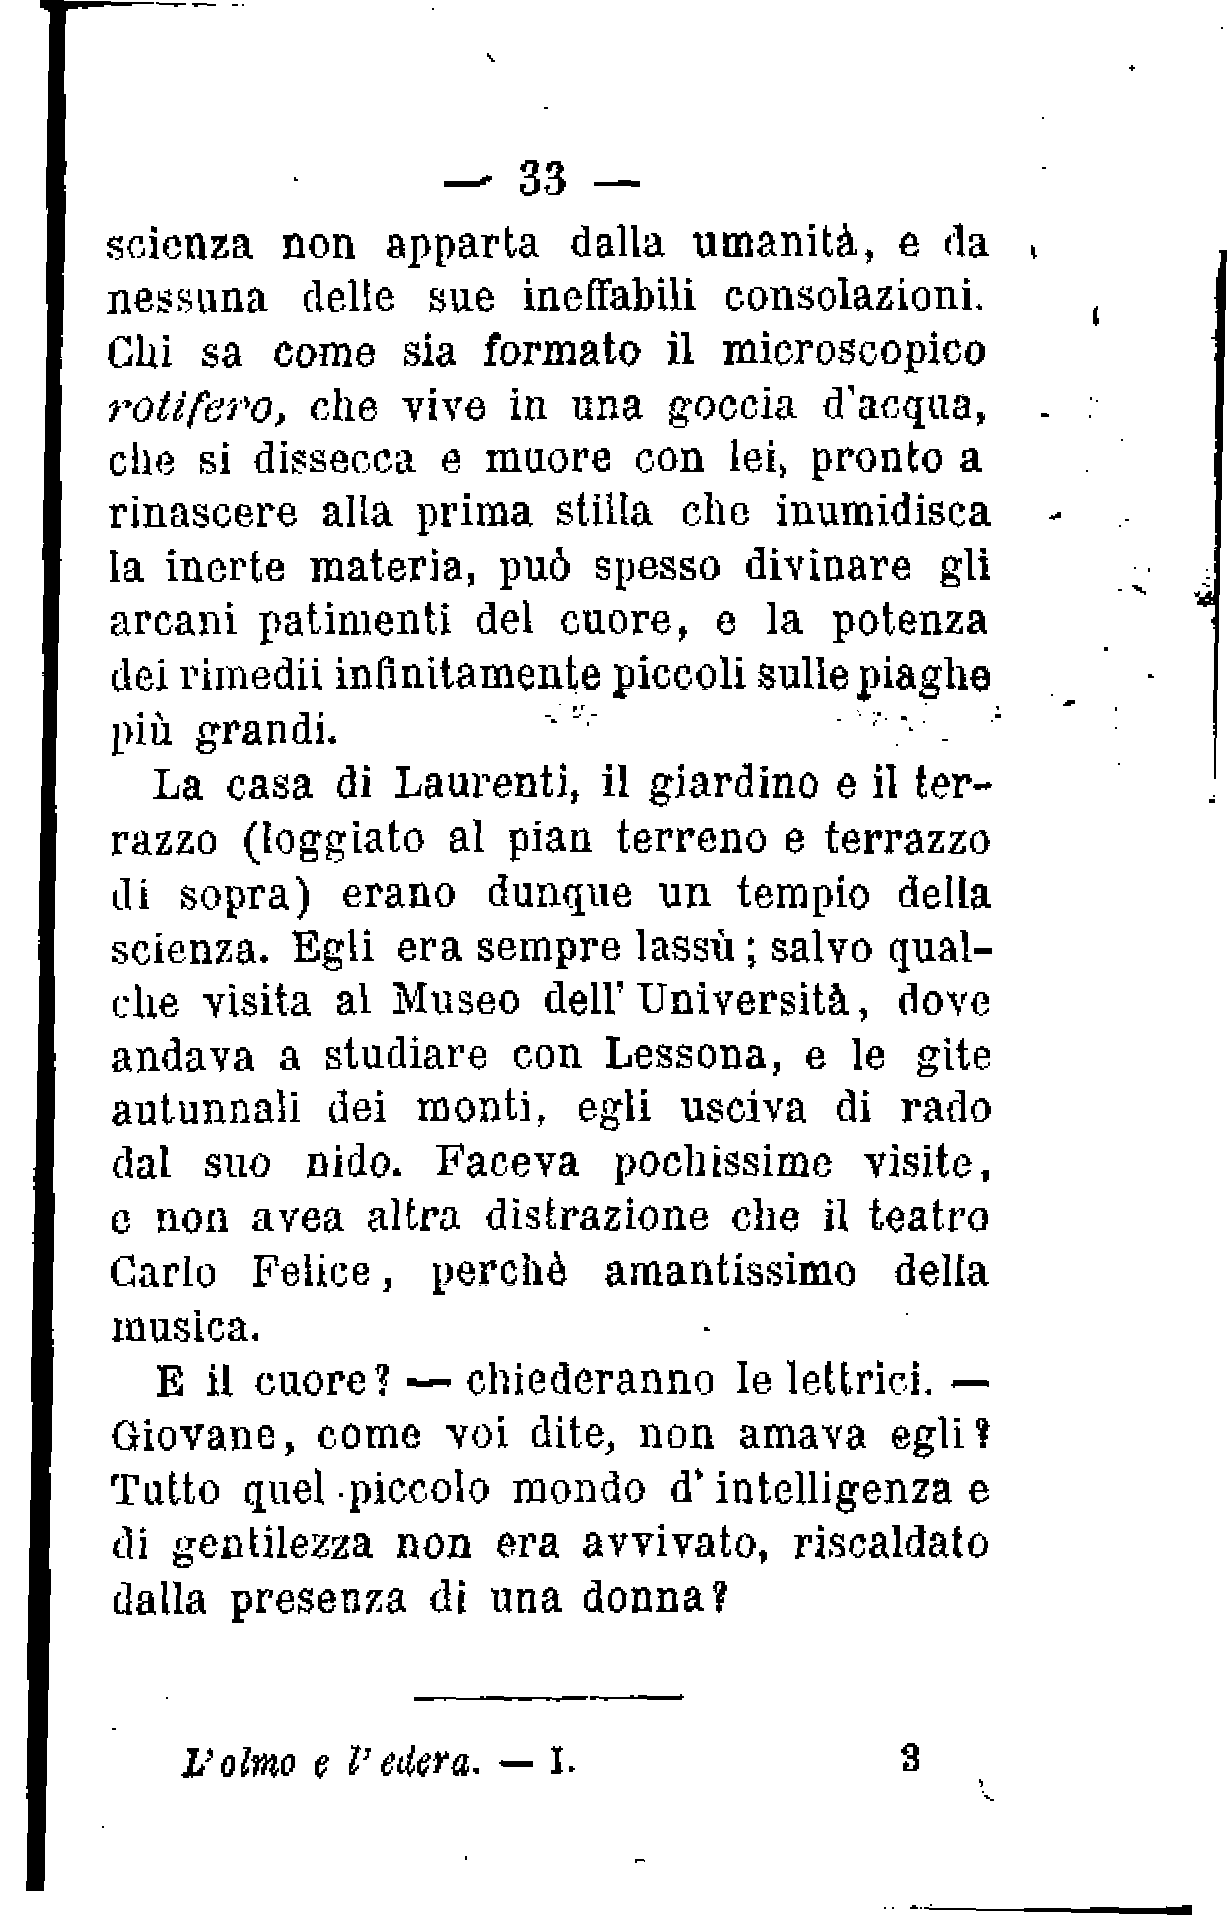 — 33 —
scienza non apparta dalla umanità, e da
nessuna delle sue ineffabili consolazioni.
Chi sa come sia formato il microscopico
rotifero, che vive in una goccia d'acqua,
che si dissecca e muore con lei, pronto a
rinascere alla prima stilla che inumidisca
la inerte materia, può spesso divinare gli
arcani patimenti del cuore, e la potenza
dei rimedii infinitamente piccoli sulle piaghe
più grandi.
La casa di Laurenti, il giardino e il ter-
razzo (loggiato al pian terreno e terrazzo
di sopra) erano dunque un tempio della
scienza. Egli era sempre lassù; salvo qual-
che visita al Museo dell' Università, dove
andava a studiare con Lessona, e le gite
autunnali dei monti, egli usciva di rado
dal suo nido. Faceva pochissime visite,
e non avea altra distrazione che il teatro
Carlo Felice, perchè amantissimo della
musica.
E il cuore? — chiederanno le lettrici. —
Giovane, come voi dite, non amava egli?
Tutto quel piccolo mondo d' intelligenza e
di gentilezza non era avvivato, riscaldato
dalla presenza di una donna?
L' olmo e l' edera. — I. 3